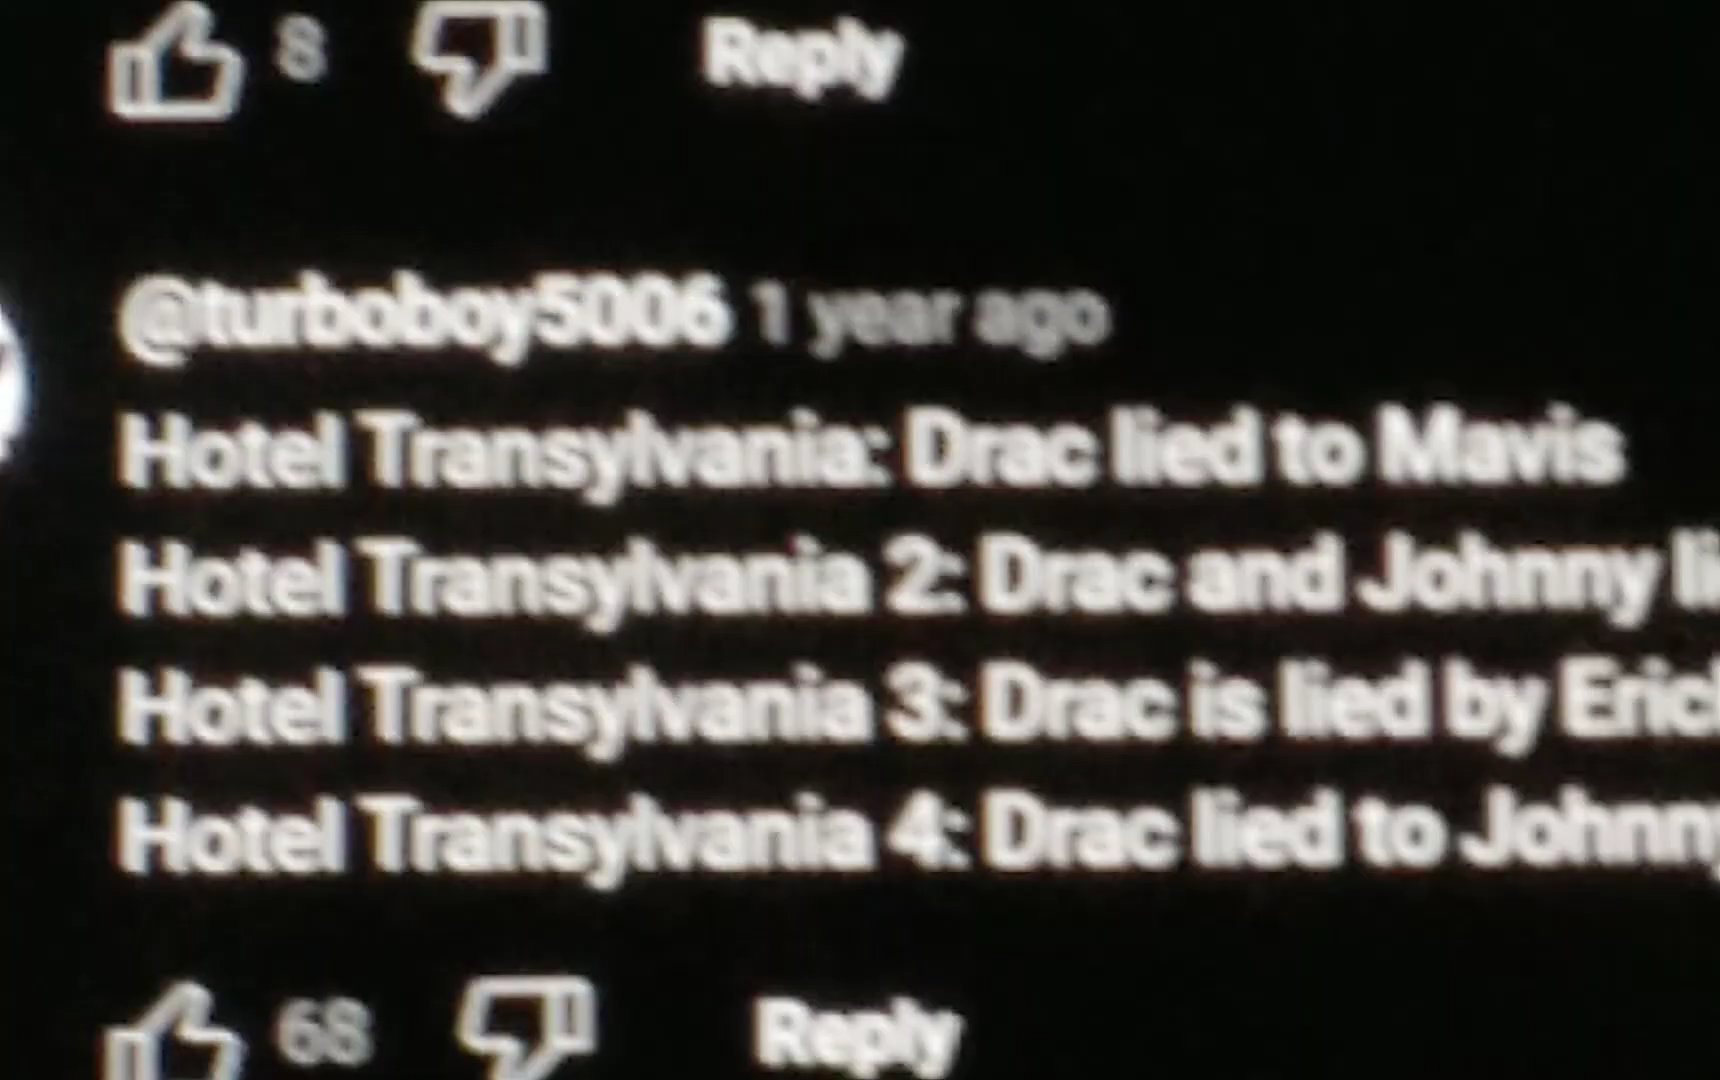 8 Reply
@turboboy5006 1 year ago
Hotel Transylvania: Drac lied to Mavis
Hotel Transylvania 2: Drac and Johnny
Hotel Transylvania 3: Drac is lied by
Hotel Transylvania 4: Drac lied to
68 Reply